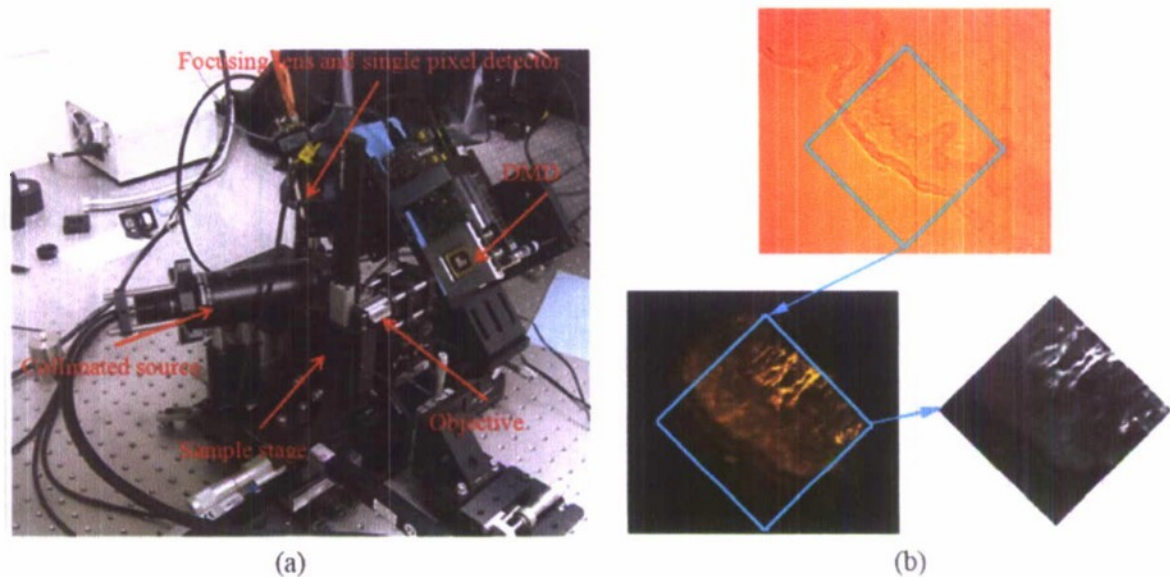 Focusing lens and single pixel detector
DMD
Collimated source
Objective
Sample stage
(a)
(b)